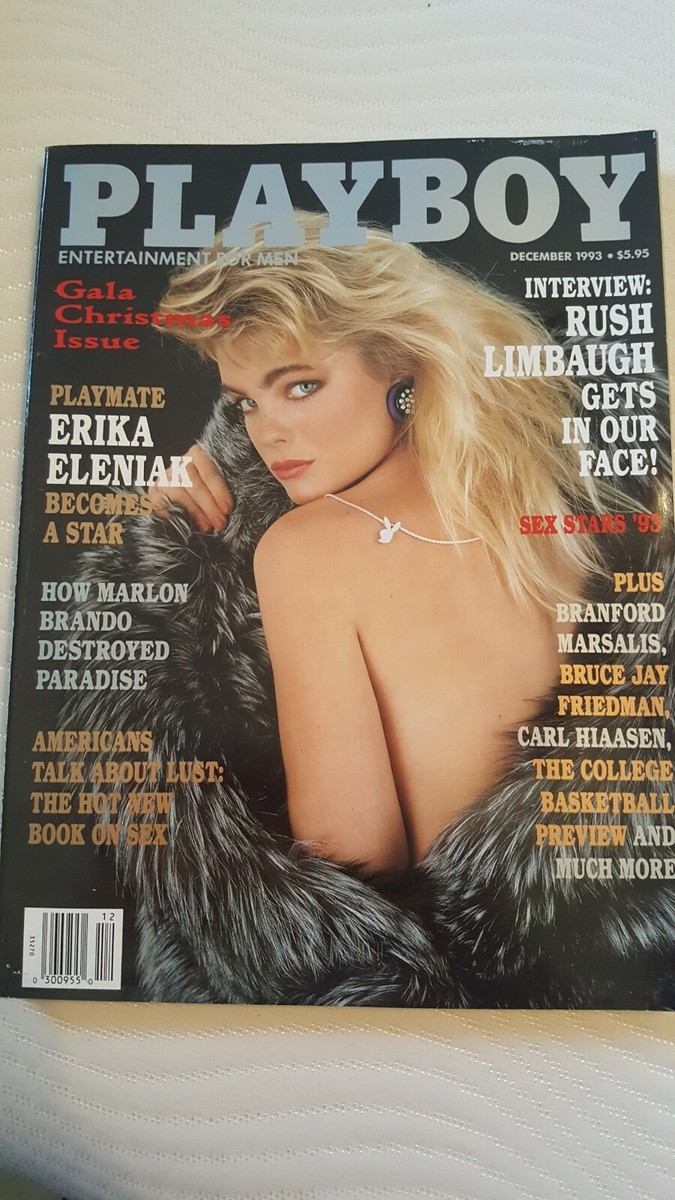 PLAYBOY
ENTERTAINMENT FOR MEN
DECEMBER 1993 • $5.95
Gala
Christmas
Issue
PLAYMATE
ERIKA
ELENIAK
BECOMES
A STAR
HOW MARLON
BRANDO
DESTROYED
PARADISE
AMERICANS
TALK ABOUT LUST:
THE HOT NEW
BOOK ON SEX
INTERVIEW:
RUSH
LIMBAUGH
GETS
IN OUR
FACE!
SEX STARS '93
PLUS
BRANFORD
MARSALIS,
BRUCE JAY
FRIEDMAN,
CARL HIAASEN,
THE COLLEGE
BASKETBALL
PREVIEW AND
MUCH MORE
12
35270
0 300955 0